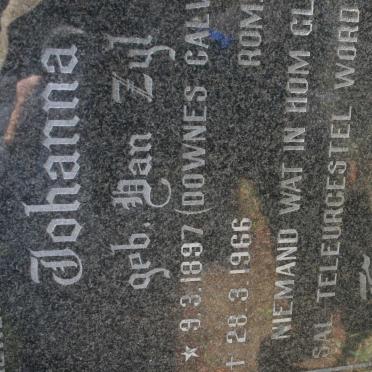 Johanna
geb. Van Zyl
* 9.3.1897 (DOWNES CALV
† 28 3 1966 ROM
NIEMAND WAT IN HOM GL
SAL TELEURGESTEL WORD